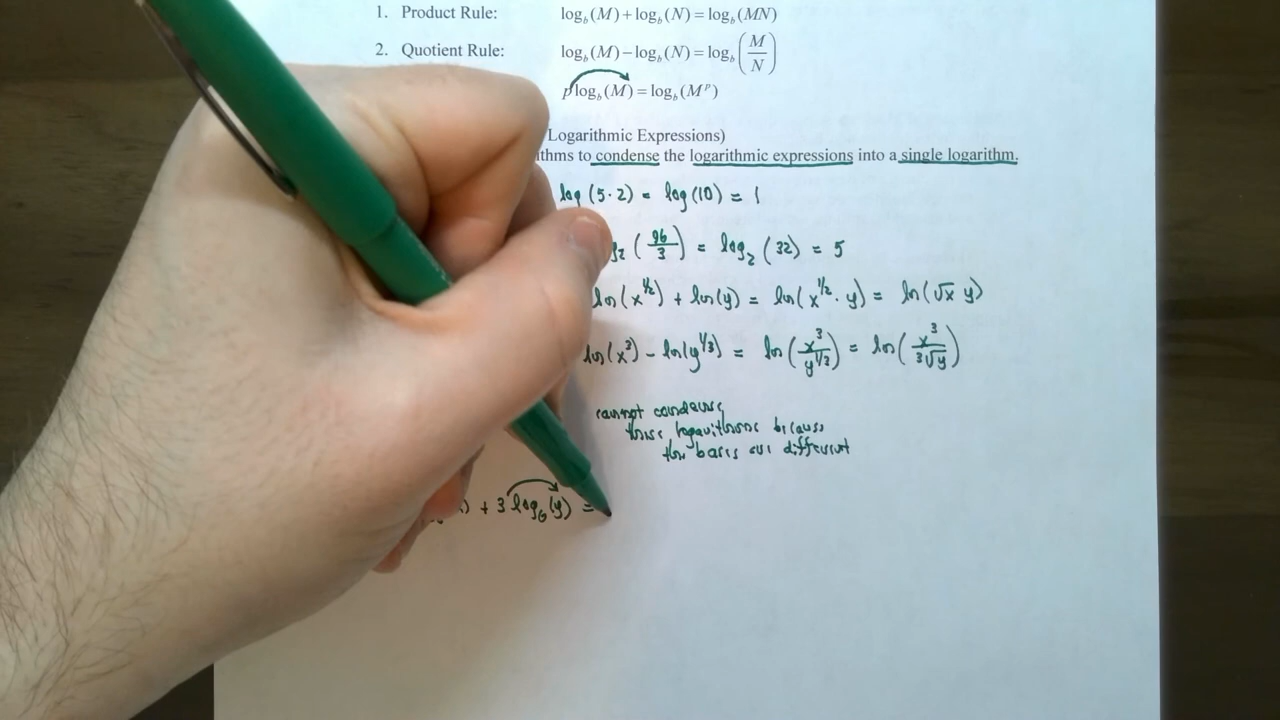 1. Product Rule: log_b(M) + log_b(N) = log_b(MN)
2. Quotient Rule: log_b(M) − log_b(N) = log_b(M/N)
p log_b(M) = log_b(M^p)
Logarithmic Expressions)
thms to condense the logarithmic expressions into a single logarithm.
log(5·2) = log(10) = 1
(96/3) = log_2(32) = 5
ln(x^(1/2)) + ln(y) = ln(x^(1/2)·y) = ln(√x y)
ln(x^3) − ln(y^(1/3)) = ln(x^3/y^(1/3)) = ln(x^3/∛y)
cannot condense
these logarithms because
the bases are different
) + 3 log_6(y) =